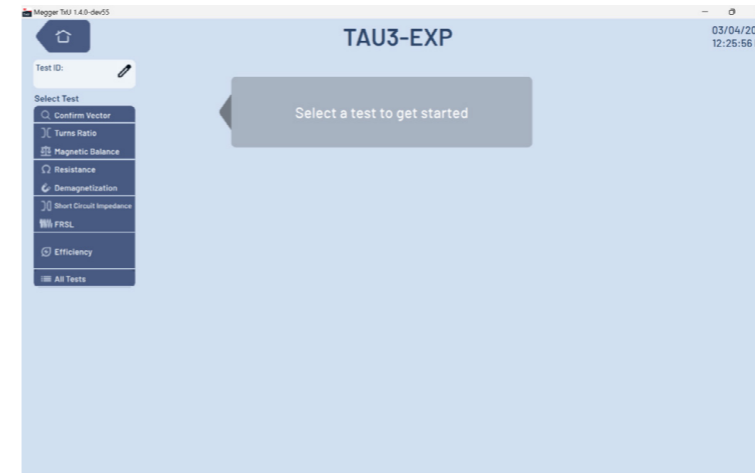 Megger TxU 1.4.0-dev55
TAU3-EXP
03/04/20
12:25:56
Test ID:
Select Test
Select a test to get started
Confirm Vector
Turns Ratio
Magnetic Balance
Resistance
Demagnetization
Short Circuit Impedance
FRSL
Efficiency
All Tests